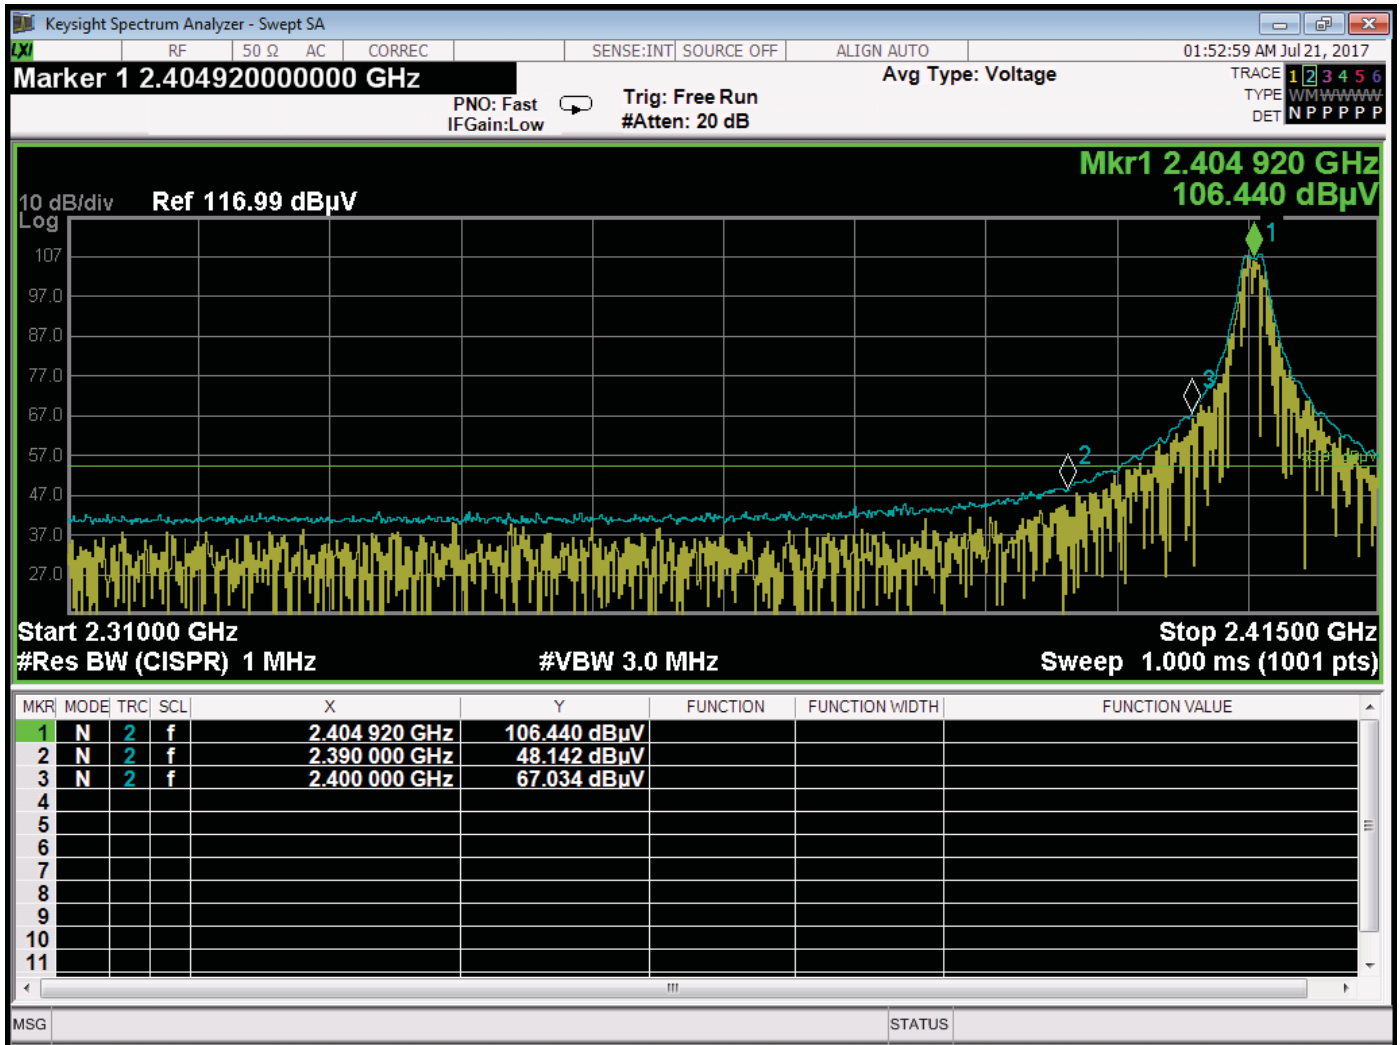 Keysight Spectrum Analyzer - Swept SA
LXI RF 50 Ω AC CORREC SENSE:INT SOURCE OFF ALIGN AUTO 01:52:59 AM Jul 21, 2017
Marker 1 2.404920000000 GHz
Avg Type: Voltage
TRACE 1 2 3 4 5 6
PNO: Fast
Trig: Free Run
TYPE WMWWWW
IFGain:Low
#Atten: 20 dB
DET N P P P P P
Mkr1 2.404 920 GHz
106.440 dBµV
10 dB/div Ref 116.99 dBµV
Log
1
107
97.0
87.0
77.0
3
67.0
57.0
2
47.0
37.0
27.0
Start 2.31000 GHz Stop 2.41500 GHz
#Res BW (CISPR) 1 MHz #VBW 3.0 MHz Sweep 1.000 ms (1001 pts)
MKR MODE TRC SCL X Y FUNCTION FUNCTION WIDTH FUNCTION VALUE
1 N 2 f 2.404 920 GHz 106.440 dBµV
2 N 2 f 2.390 000 GHz 48.142 dBµV
3 N 2 f 2.400 000 GHz 67.034 dBµV
4
5
6
7
8
9
10
11
MSG STATUS